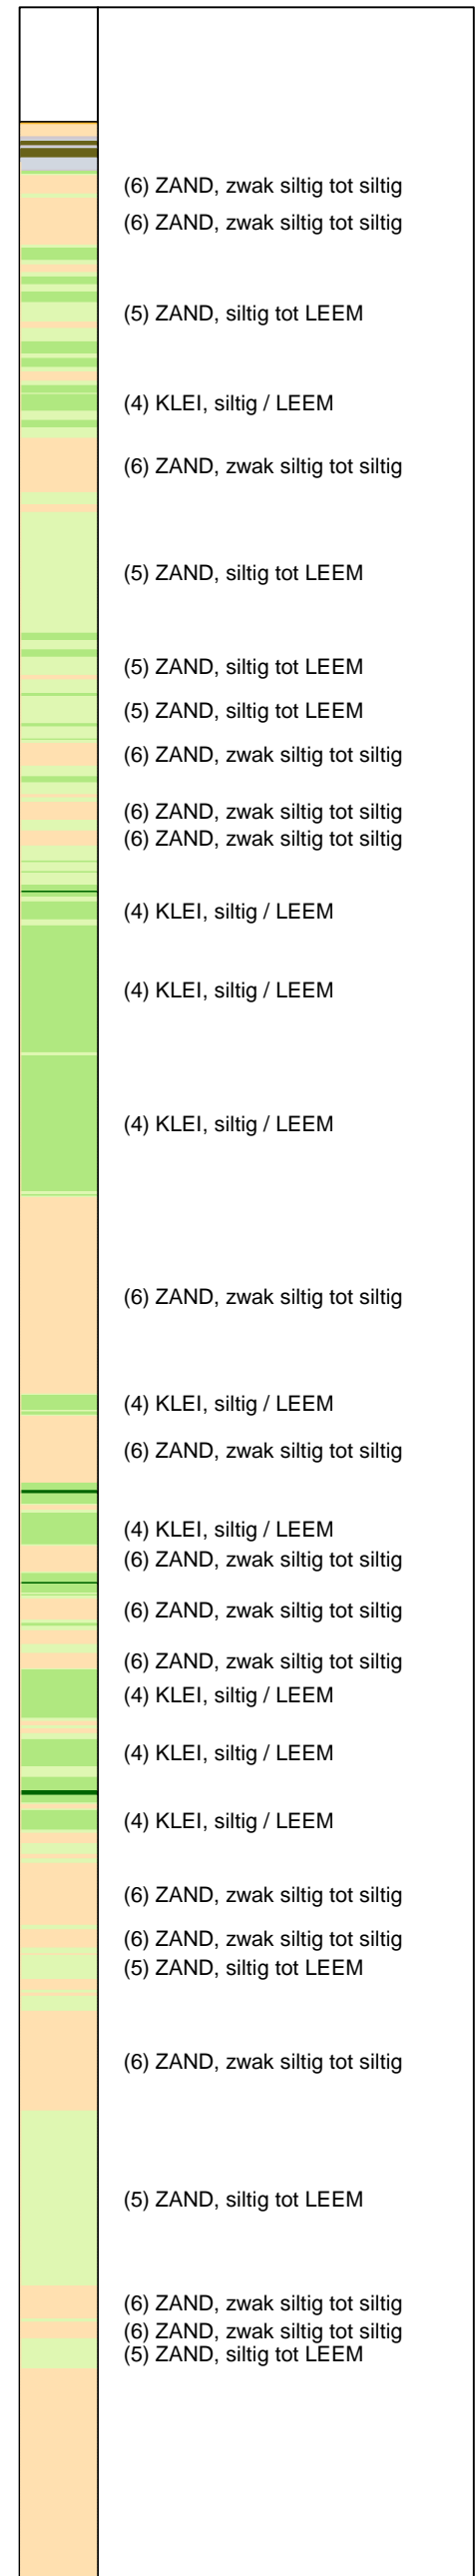 (6) ZAND, zwak siltig tot siltig
(6) ZAND, zwak siltig tot siltig
(5) ZAND, siltig tot LEEM
(4) KLEI, siltig / LEEM
(6) ZAND, zwak siltig tot siltig
(5) ZAND, siltig tot LEEM
(5) ZAND, siltig tot LEEM
(5) ZAND, siltig tot LEEM
(6) ZAND, zwak siltig tot siltig
(6) ZAND, zwak siltig tot siltig
(6) ZAND, zwak siltig tot siltig
(4) KLEI, siltig / LEEM
(4) KLEI, siltig / LEEM
(4) KLEI, siltig / LEEM
(6) ZAND, zwak siltig tot siltig
(4) KLEI, siltig / LEEM
(6) ZAND, zwak siltig tot siltig
(4) KLEI, siltig / LEEM
(6) ZAND, zwak siltig tot siltig
(6) ZAND, zwak siltig tot siltig
(6) ZAND, zwak siltig tot siltig
(4) KLEI, siltig / LEEM
(4) KLEI, siltig / LEEM
(4) KLEI, siltig / LEEM
(6) ZAND, zwak siltig tot siltig
(6) ZAND, zwak siltig tot siltig
(5) ZAND, siltig tot LEEM
(6) ZAND, zwak siltig tot siltig
(5) ZAND, siltig tot LEEM
(6) ZAND, zwak siltig tot siltig
(6) ZAND, zwak siltig tot siltig
(5) ZAND, siltig tot LEEM